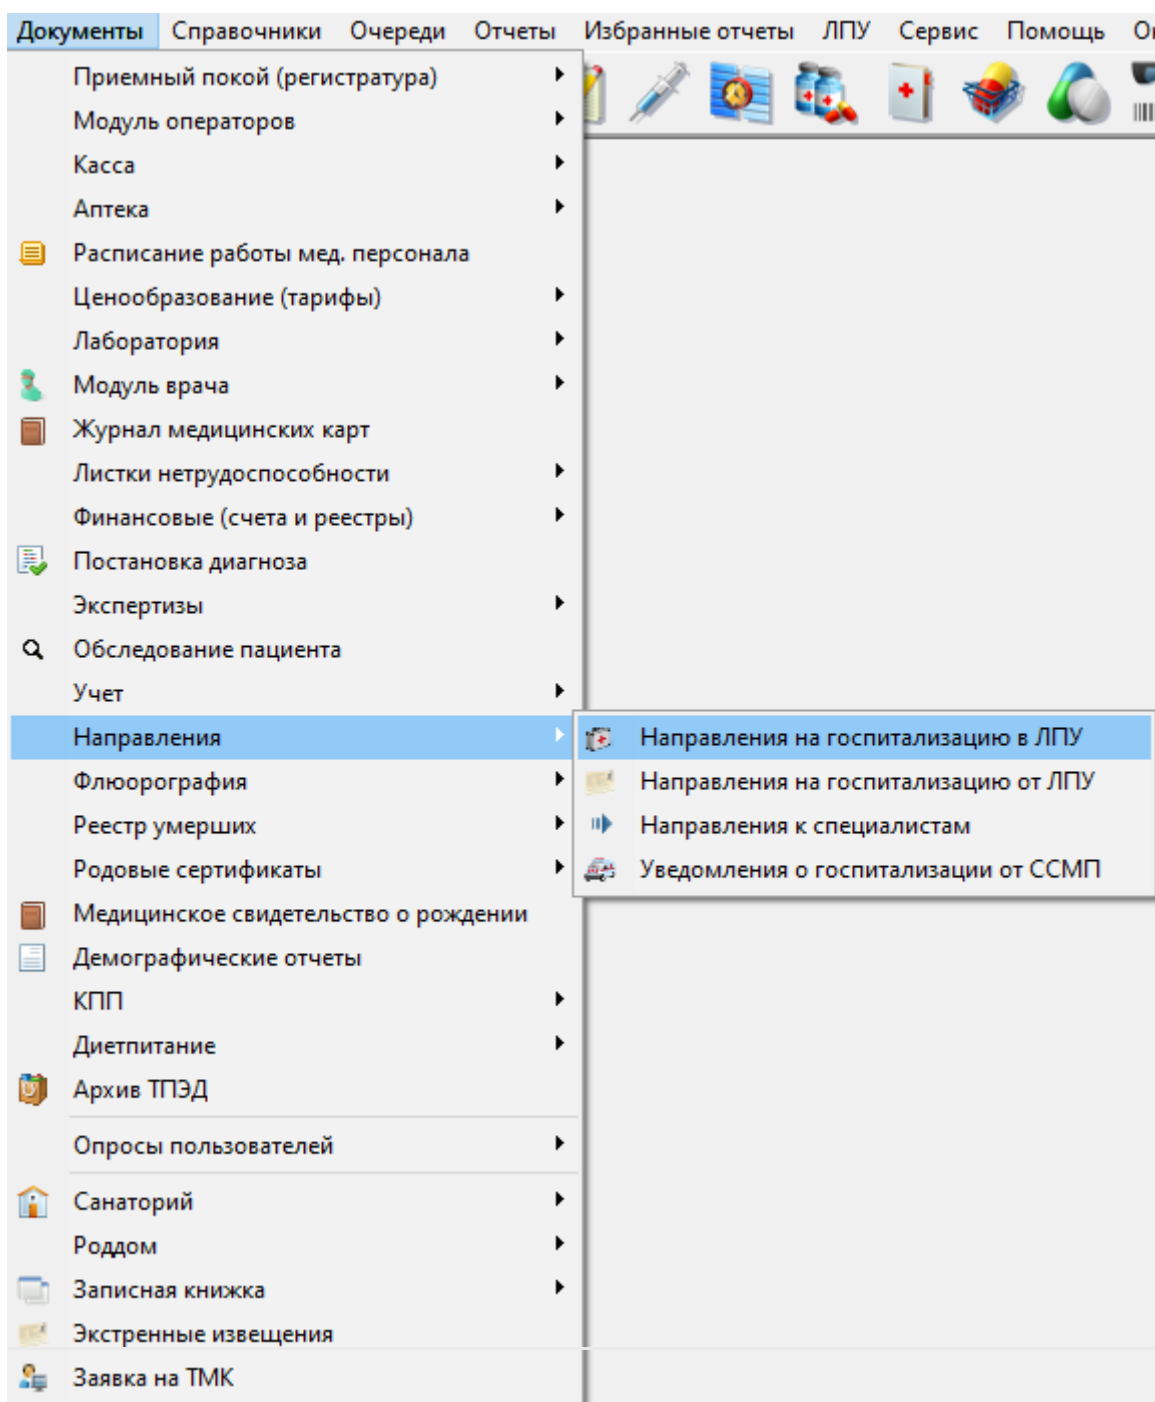 Документы Справочники Очереди Отчеты Избранные отчеты ЛПУ Сервис Помощь
Приемный покой (регистратура)
Модуль операторов
Касса
Аптека
Расписание работы мед. персонала
Ценообразование (тарифы)
Лаборатория
Модуль врача
Журнал медицинских карт
Листки нетрудоспособности
Финансовые (счета и реестры)
Постановка диагноза
Экспертизы
Обследование пациента
Учет
Направления
Направления на госпитализацию в ЛПУ
Направления на госпитализацию от ЛПУ
Направления к специалистам
Уведомления о госпитализации от ССМП
Флюорография
Реестр умерших
Родовые сертификаты
Медицинское свидетельство о рождении
Демографические отчеты
КПП
Диетпитание
Архив ТПЭД
Опросы пользователей
Санаторий
Роддом
Записная книжка
Экстренные извещения
Заявка на ТМК